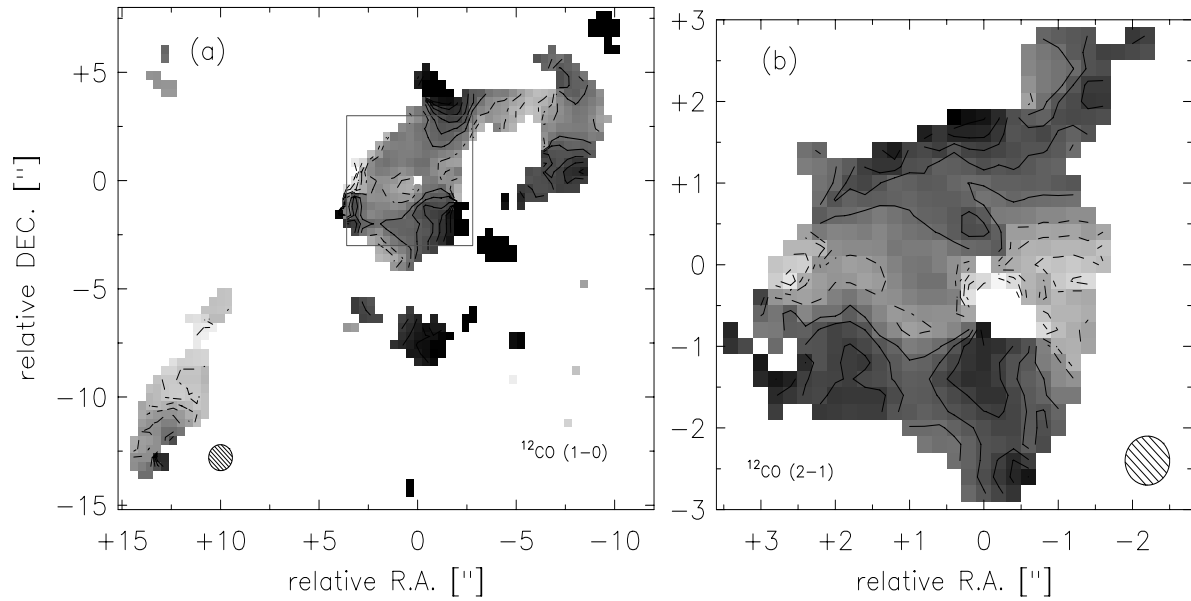 (a)
+5
0
−5
−10
−15
+15 +10 +5 0 −5 −10
relative DEC. ["]
relative R.A. ["]
¹²CO (1−0)
(b)
+3
+2
+1
0
−1
−2
−3
+3 +2 +1 0 −1 −2
relative R.A. ["]
¹²CO (2−1)